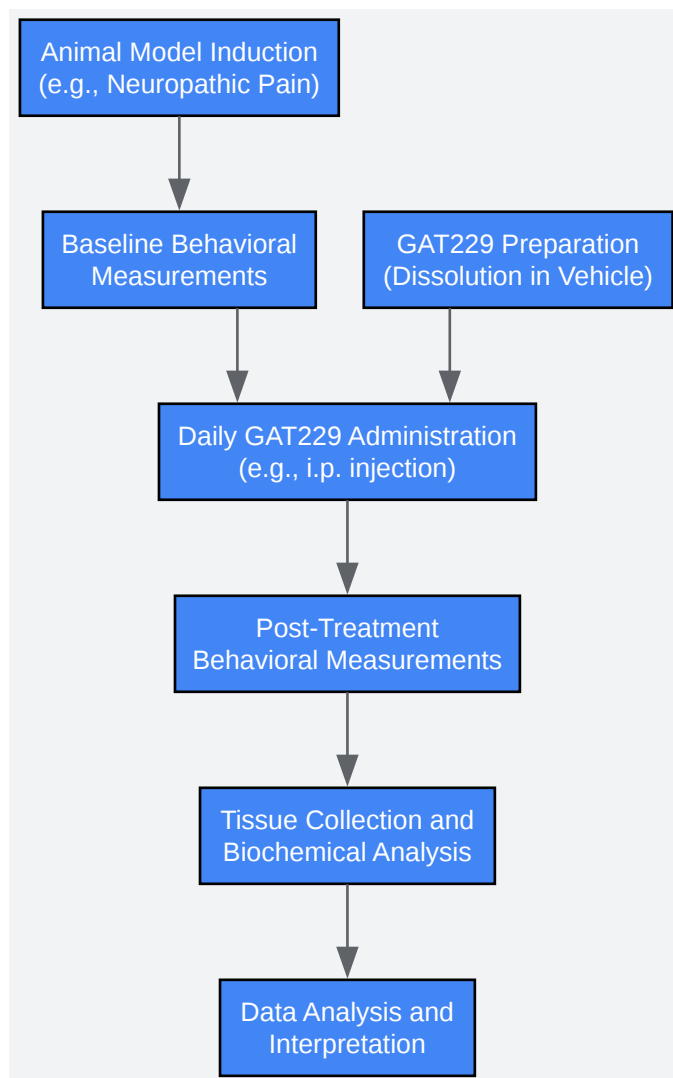 Animal Model Induction
(e.g., Neuropathic Pain)
Baseline Behavioral
Measurements
GAT229 Preparation
(Dissolution in Vehicle)
Daily GAT229 Administration
(e.g., i.p. injection)
Post-Treatment
Behavioral Measurements
Tissue Collection and
Biochemical Analysis
Data Analysis and
Interpretation